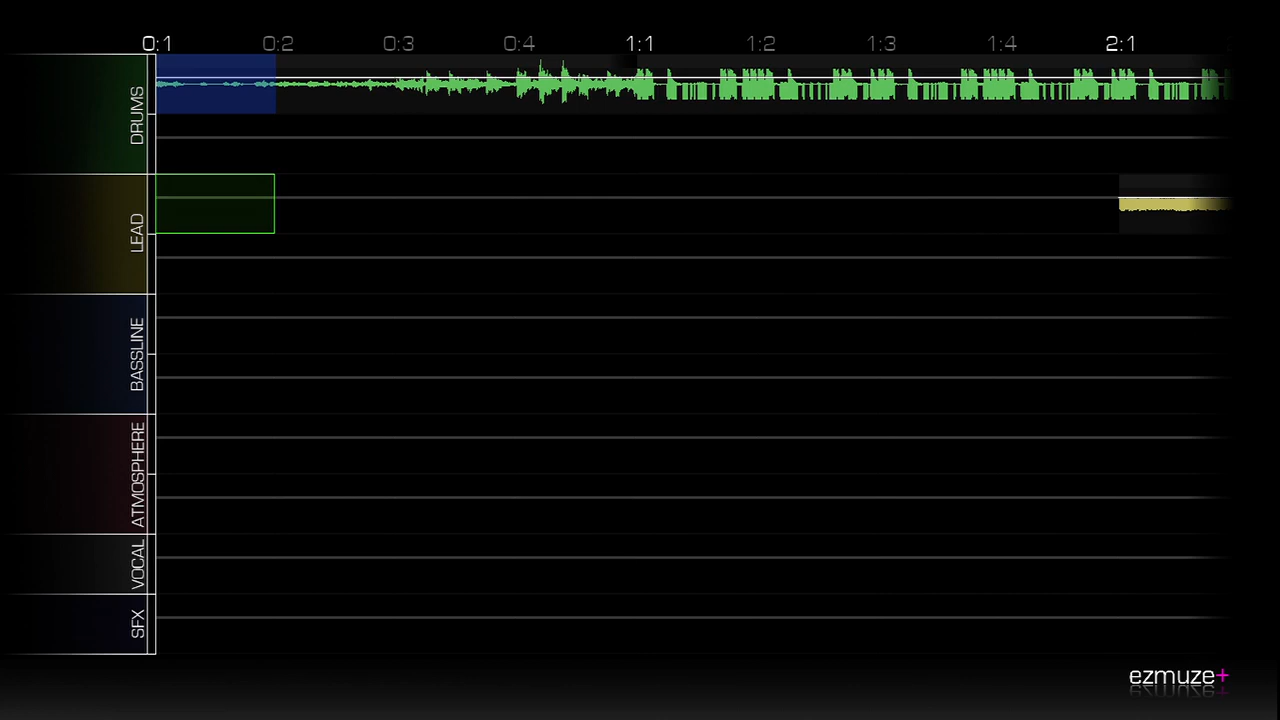 0:1 0:2 0:3 0:4 1:1 1:2 1:3 1:4 2:1
DRUMS
LEAD
BASSLINE
ATMOSPHERE
VOCAL
SFX
ezmuze+